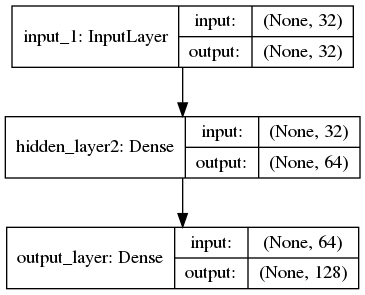 input_1: InputLayer
input: (None, 32)
output: (None, 32)
hidden_layer2: Dense
input: (None, 32)
output: (None, 64)
output_layer: Dense
input: (None, 64)
output: (None, 128)